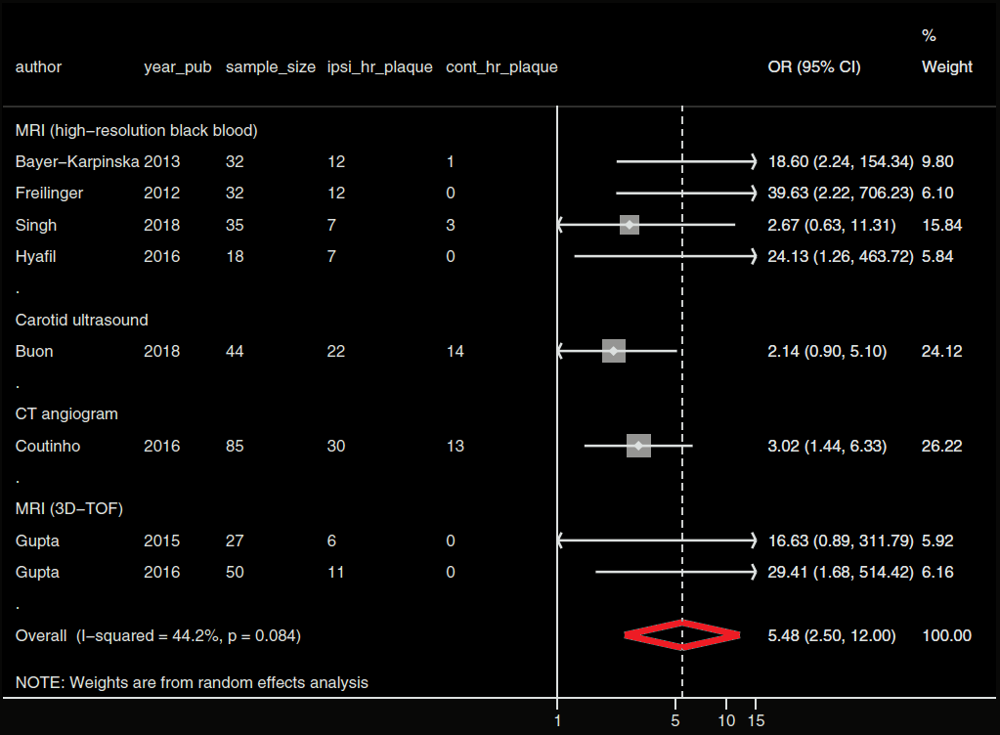 %
author year_pub sample_size ipsi_hr_plaque cont_hr_plaque OR (95% CI) Weight
MRI (high−resolution black blood)
Bayer−Karpinska 2013 32 12 1 18.60 (2.24, 154.34) 9.80
Freilinger 2012 32 12 0 39.63 (2.22, 706.23) 6.10
Singh 2018 35 7 3 2.67 (0.63, 11.31) 15.84
Hyafil 2016 18 7 0 24.13 (1.26, 463.72) 5.84
.
Carotid ultrasound
Buon 2018 44 22 14 2.14 (0.90, 5.10) 24.12
.
CT angiogram
Coutinho 2016 85 30 13 3.02 (1.44, 6.33) 26.22
.
MRI (3D−TOF)
Gupta 2015 27 6 0 16.63 (0.89, 311.79) 5.92
Gupta 2016 50 11 0 29.41 (1.68, 514.42) 6.16
.
Overall (I−squared = 44.2%, p = 0.084) 5.48 (2.50, 12.00) 100.00
NOTE: Weights are from random effects analysis
1 5 10 15